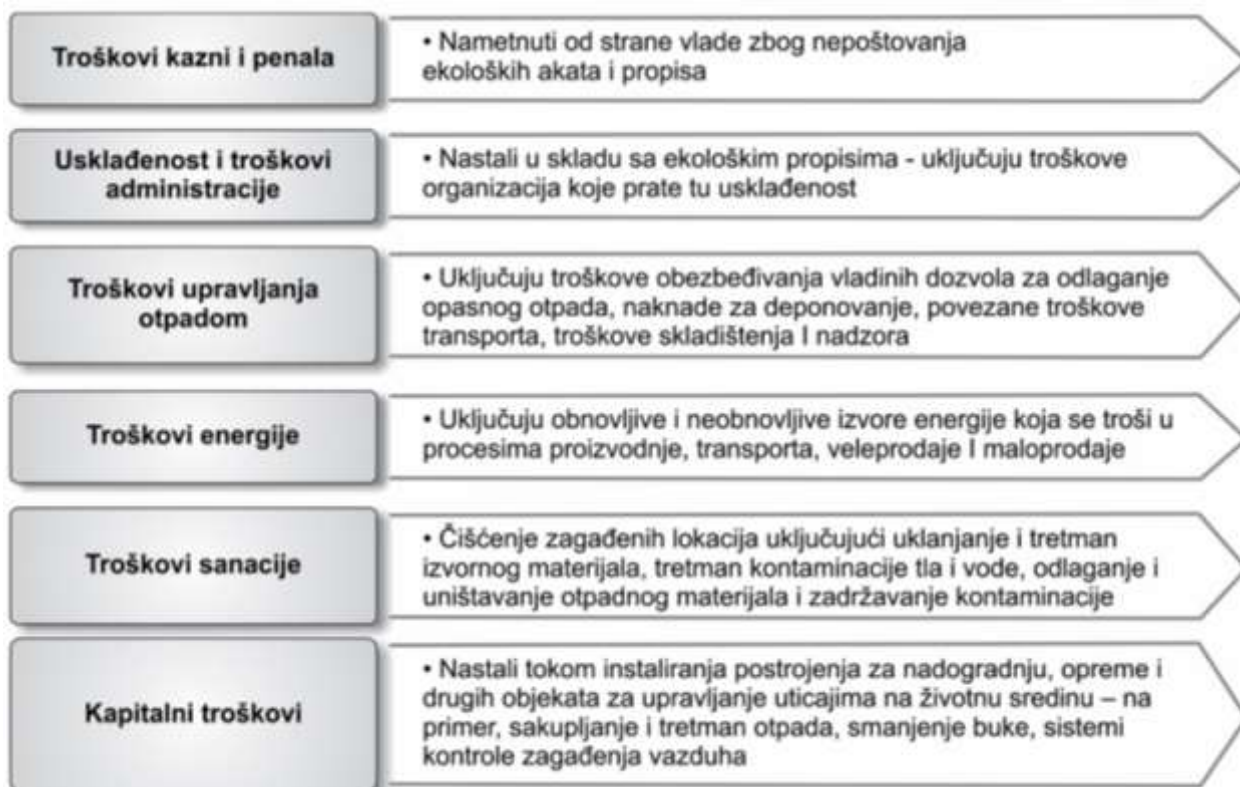 Troškovi kazni i penala
• Nametnuti od strane vlade zbog nepoštovanja
ekoloških akata i propisa
Usklađenost i troškovi
administracije
• Nastali u skladu sa ekološkim propisima - uključuju troškove
organizacija koje prate tu usklađenost
Troškovi upravljanja
otpadom
• Uključuju troškove obezbeđivanja vladinih dozvola za odlaganje
opasnog otpada, naknade za deponovanje, povezane troškove
transporta, troškove skladištenja I nadzora
Troškovi energije
• Uključuju obnovljive i neobnovljive izvore energije koja se troši u
procesima proizvodnje, transporta, veleprodaje I maloprodaje
Troškovi sanacije
• Čišćenje zagađenih lokacija uključujući uklanjanje i tretman
izvornog materijala, tretman kontaminacije tla i vode, odlaganje i
uništavanje otpadnog materijala i zadržavanje kontaminacije
Kapitalni troškovi
• Nastali tokom instaliranja postrojenja za nadogradnju, opreme i
drugih objekata za upravljanje uticajima na životnu sredinu – na
primer, sakupljanje i tretman otpada, smanjenje buke, sistemi
kontrole zagađenja vazduha